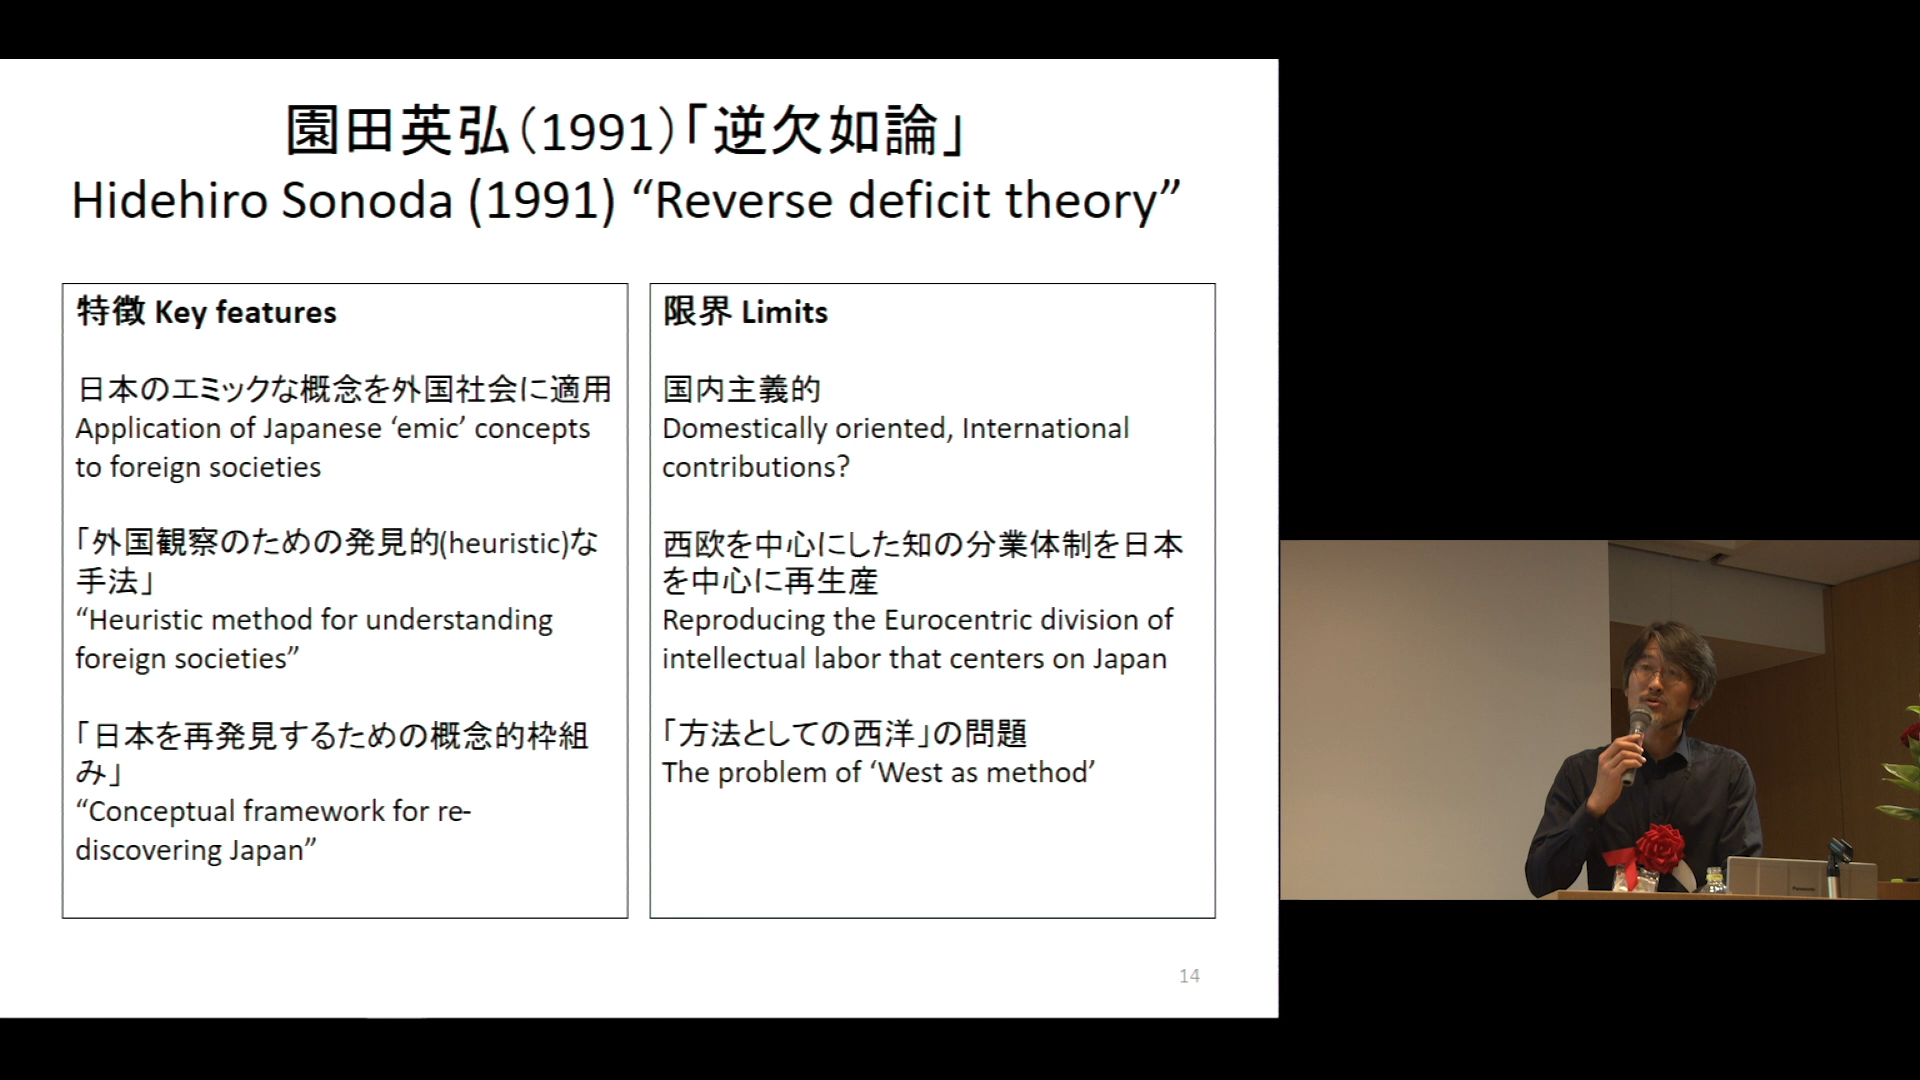 園田英弘（1991）「逆欠如論」
Hidehiro Sonoda (1991) “Reverse deficit theory”
特徴 Key features
日本のエミックな概念を外国社会に適用
Application of Japanese ‘emic’ concepts
to foreign societies
「外国観察のための発見的(heuristic)な
手法」
“Heuristic method for understanding
foreign societies”
「日本を再発見するための概念的枠組
み」
“Conceptual framework for re-
discovering Japan”
限界 Limits
国内主義的
Domestically oriented, International
contributions?
西欧を中心にした知の分業体制を日本
を中心に再生産
Reproducing the Eurocentric division of
intellectual labor that centers on Japan
「方法としての西洋」の問題
The problem of ‘West as method’
14
Panasonic